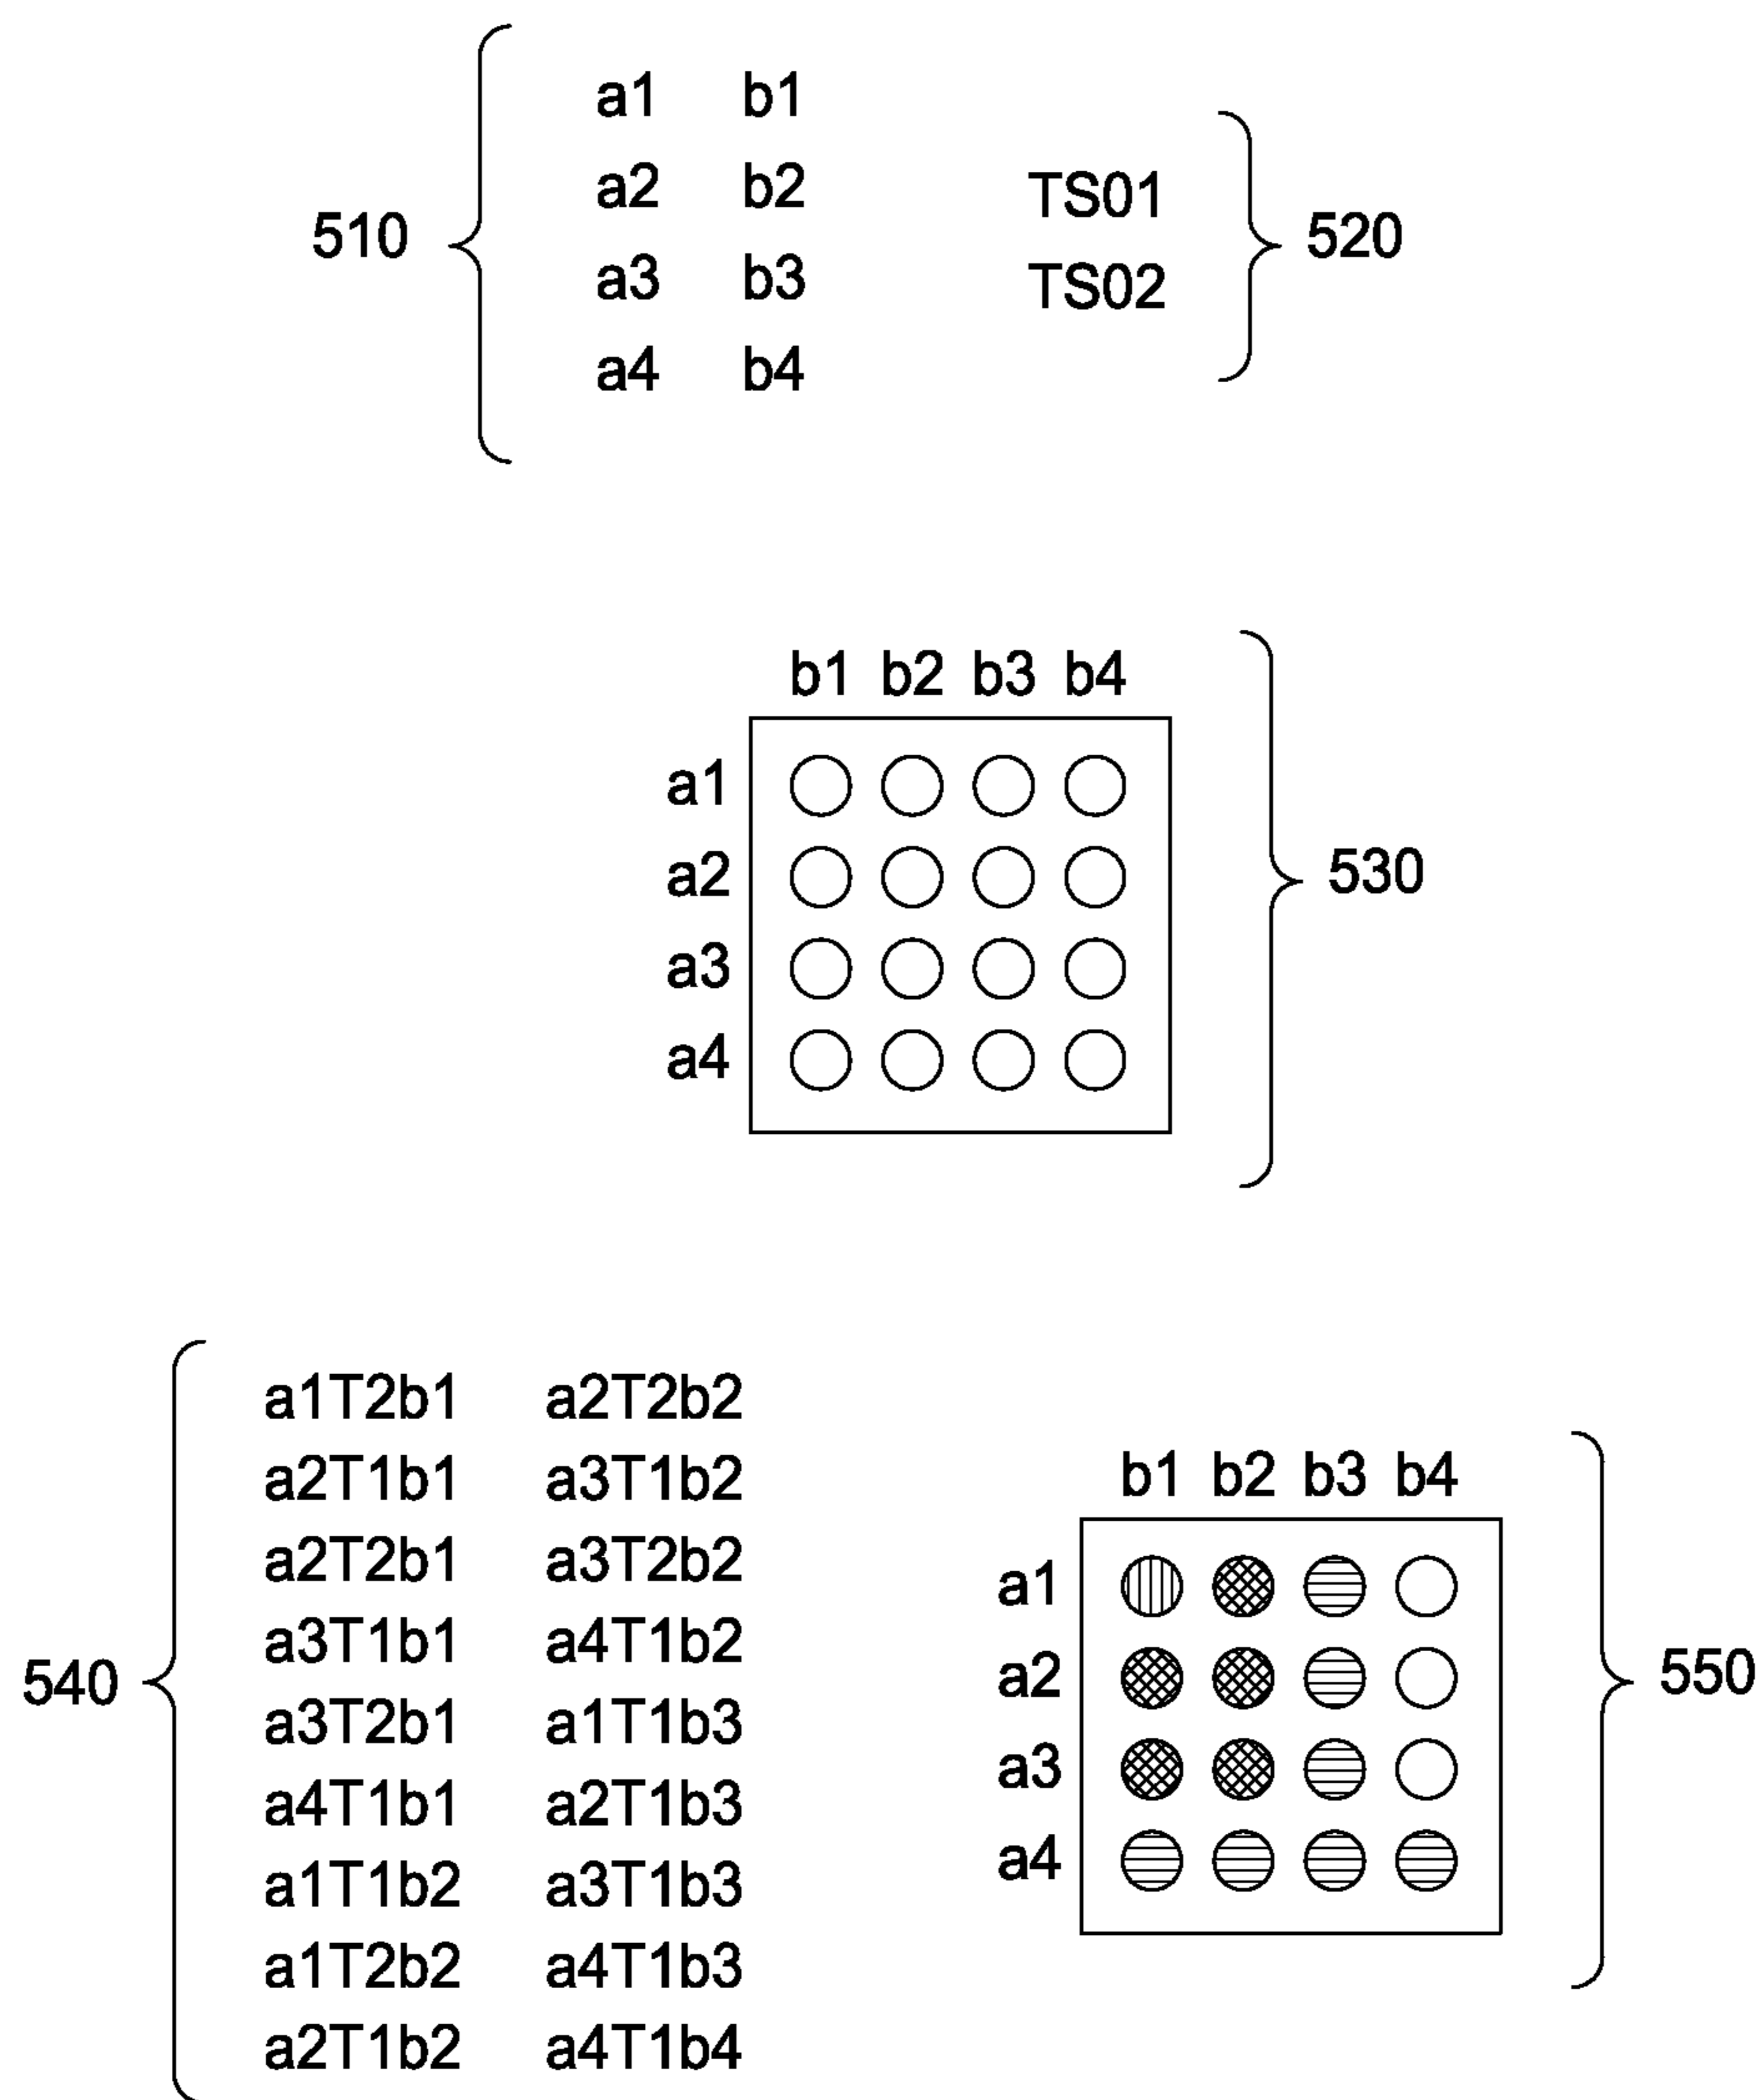 a1 b1
a2 b2
a3 b3
a4 b4
510
TS01
TS02
520
b1 b2 b3 b4
a1
a2
a3
a4
530
a1T2b1 a2T2b2
a2T1b1 a3T1b2
a2T2b1 a3T2b2
a3T1b1 a4T1b2
a3T2b1 a1T1b3
a4T1b1 a2T1b3
a1T1b2 a3T1b3
a1T2b2 a4T1b3
a2T1b2 a4T1b4
540
b1 b2 b3 b4
a1
a2
a3
a4
550